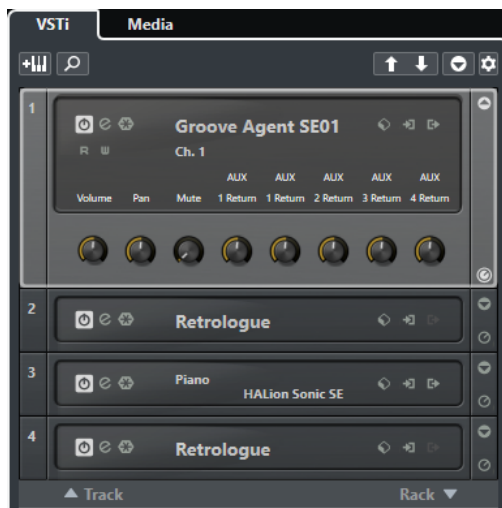 VSTi Media
1
Groove Agent SE01
R W
Ch. 1
AUX AUX AUX AUX AUX
Volume Pan Mute 1 Return 1 Return 2 Return 3 Return 4 Return
2
Retrologue
3
Piano
HALion Sonic SE
4
Retrologue
Track Rack